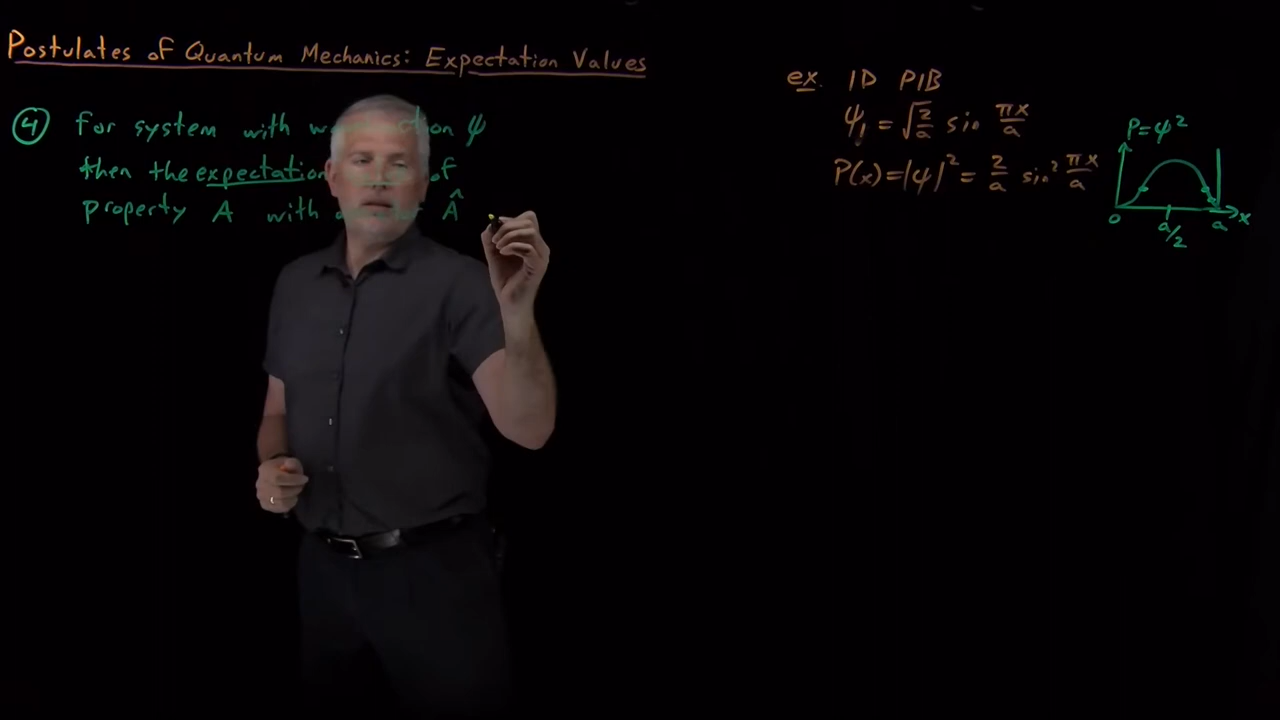 Postulates of Quantum Mechanics: Expectation Values
④ for system with ψ
then the expectation of
property A with Â
ex. 1D PIB
ψ₁ = √(2/a) sin πx/a
P(x) = |ψ|² = 2/a sin² πx/a
P=ψ²
0 a/2 a x